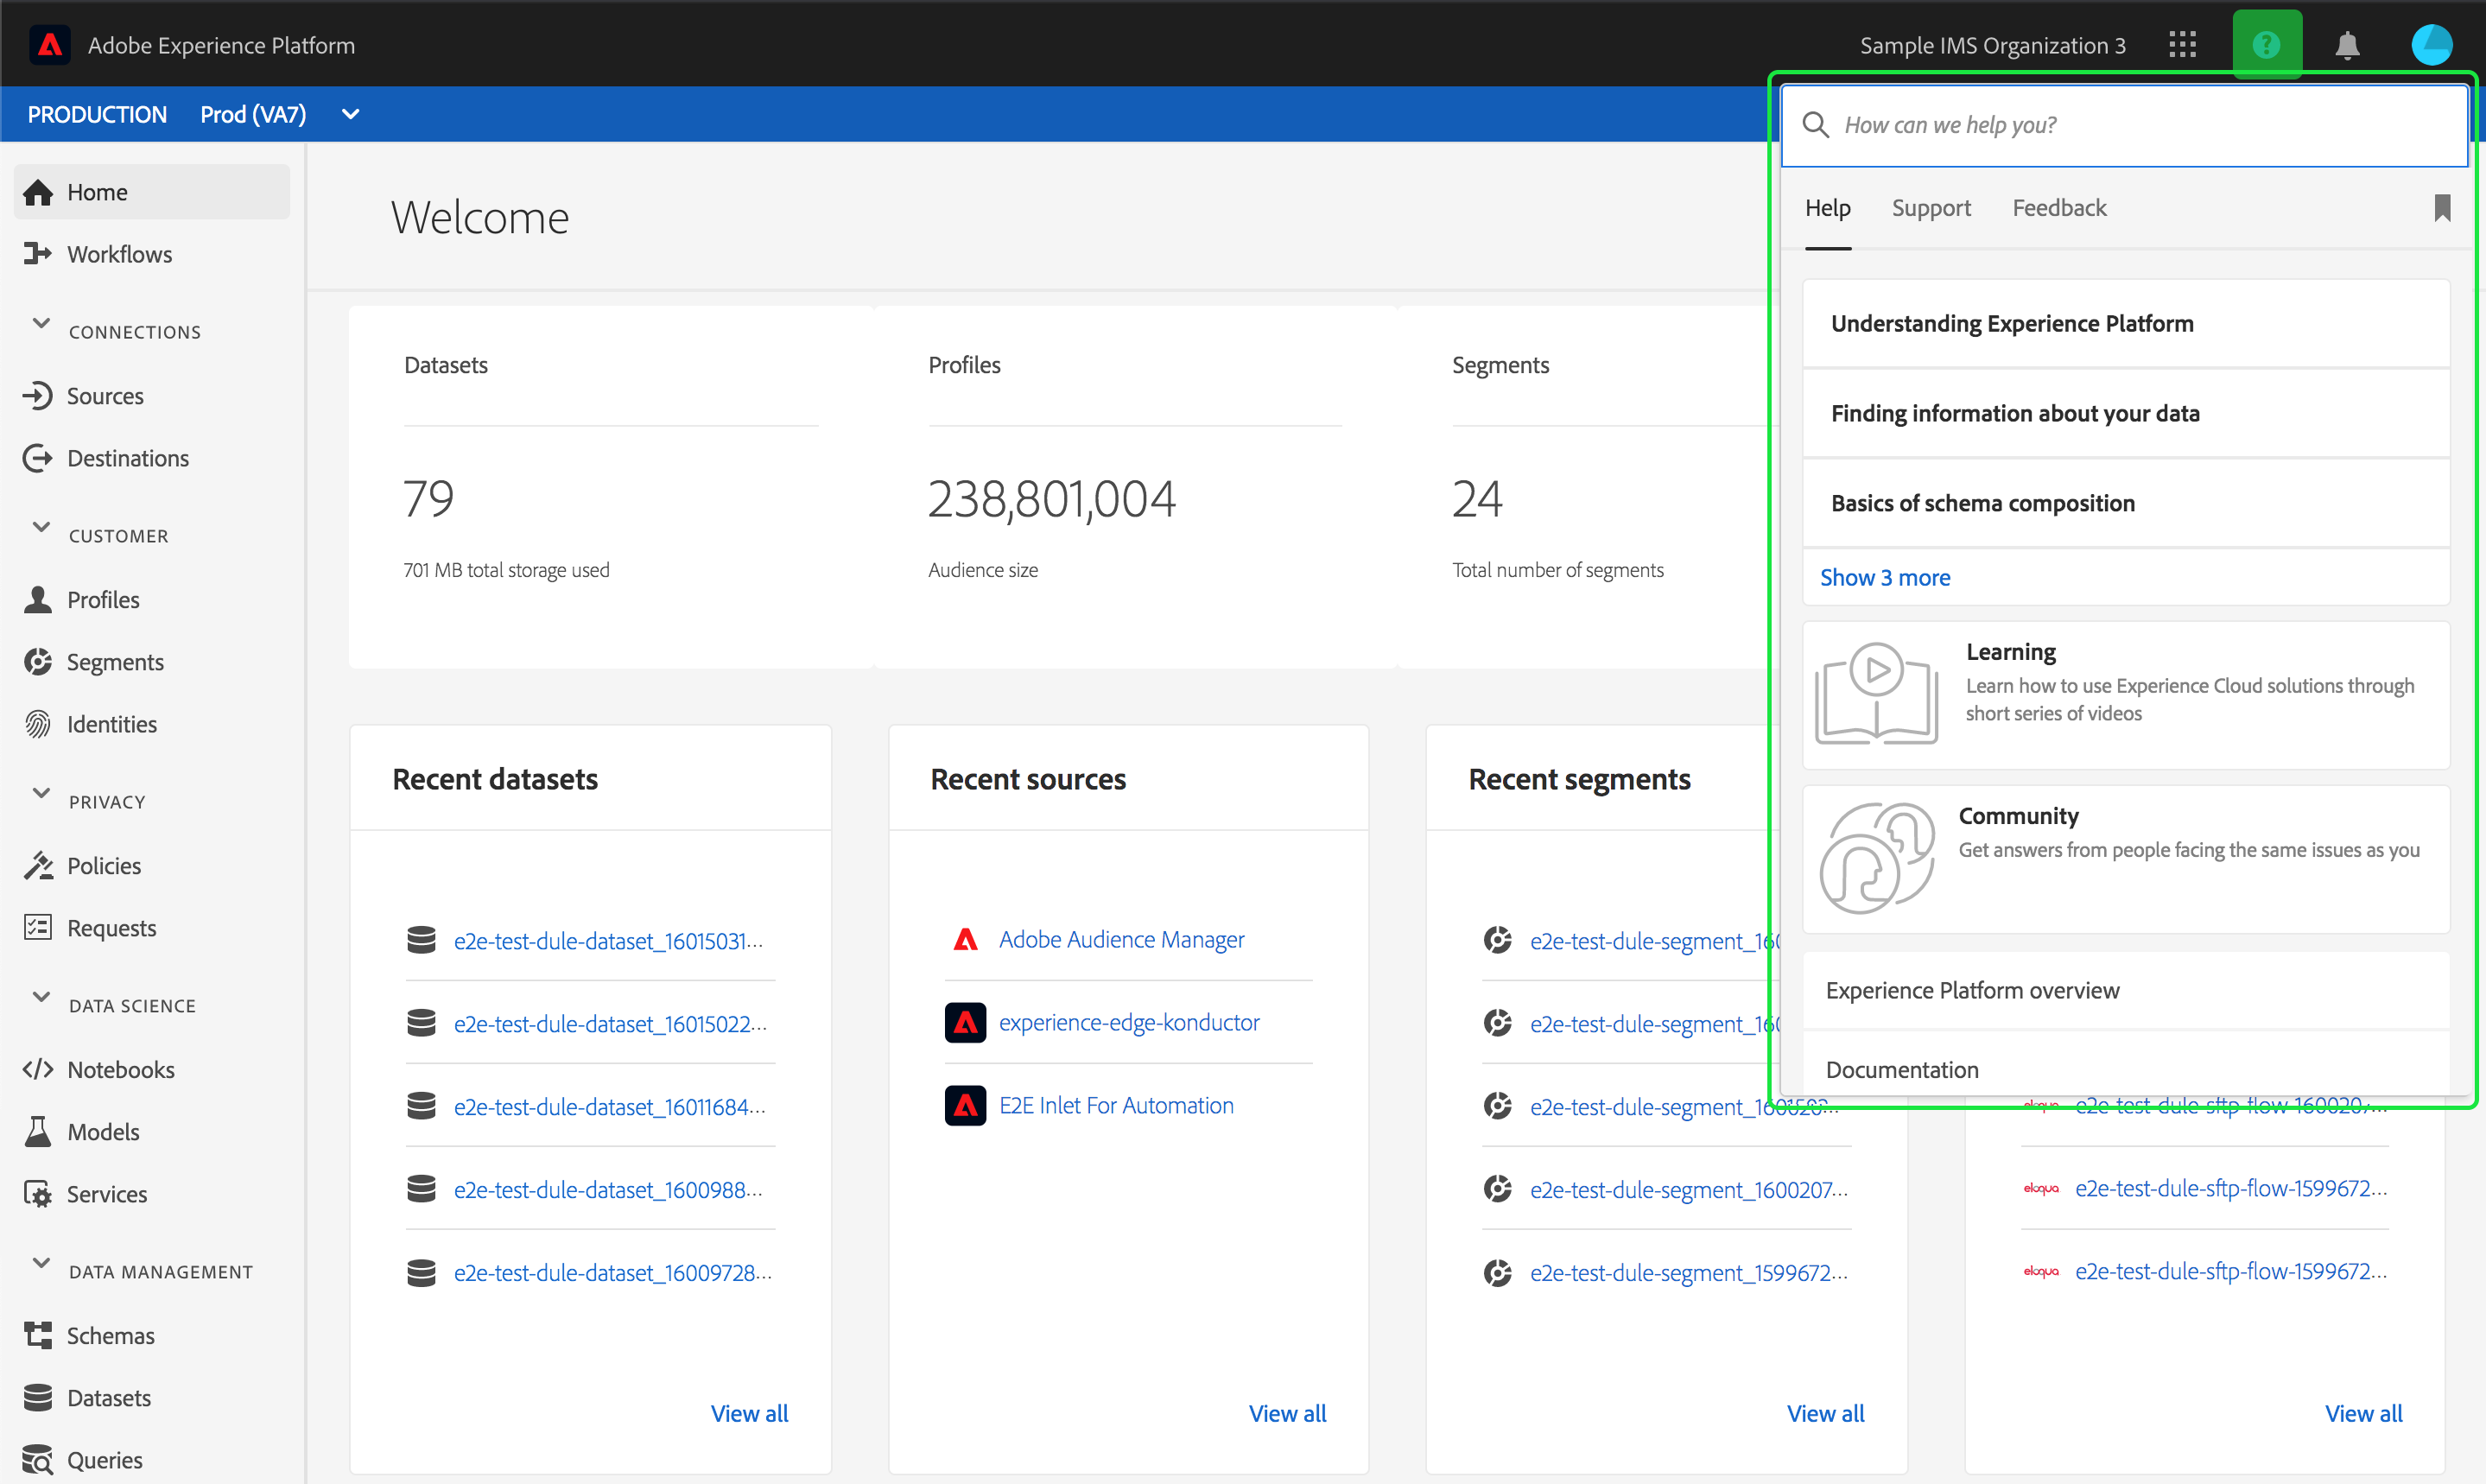 Adobe Experience Platform
Sample IMS Organization 3
?
PRODUCTION Prod (VA7)
Home
Workflows
CONNECTIONS
Sources
Destinations
CUSTOMER
Profiles
Segments
Identities
PRIVACY
Policies
Requests
DATA SCIENCE
Notebooks
Models
Services
DATA MANAGEMENT
Schemas
Datasets
Queries
Welcome
Datasets
79
701 MB total storage used
Profiles
238,801,004
Audience size
Segments
24
Total number of segments
Recent datasets
e2e-test-dule-dataset_16015031...
e2e-test-dule-dataset_16015022...
e2e-test-dule-dataset_16011684...
e2e-test-dule-dataset_1600988...
e2e-test-dule-dataset_16009728...
View all
Recent sources
Adobe Audience Manager
experience-edge-konductor
E2E Inlet For Automation
View all
Recent segments
e2e-test-dule-segment_160
e2e-test-dule-segment_160
e2e-test-dule-segment_160
e2e-test-dule-segment_1600207...
e2e-test-dule-segment_1599672...
View all
e2e-test-dule-sftp-flow-1600207...
eloqua e2e-test-dule-sftp-flow-1599672...
eloqua e2e-test-dule-sftp-flow-1599672...
View all
How can we help you?
Help Support Feedback
Understanding Experience Platform
Finding information about your data
Basics of schema composition
Show 3 more
Learning
Learn how to use Experience Cloud solutions through
short series of videos
Community
Get answers from people facing the same issues as you
Experience Platform overview
Documentation